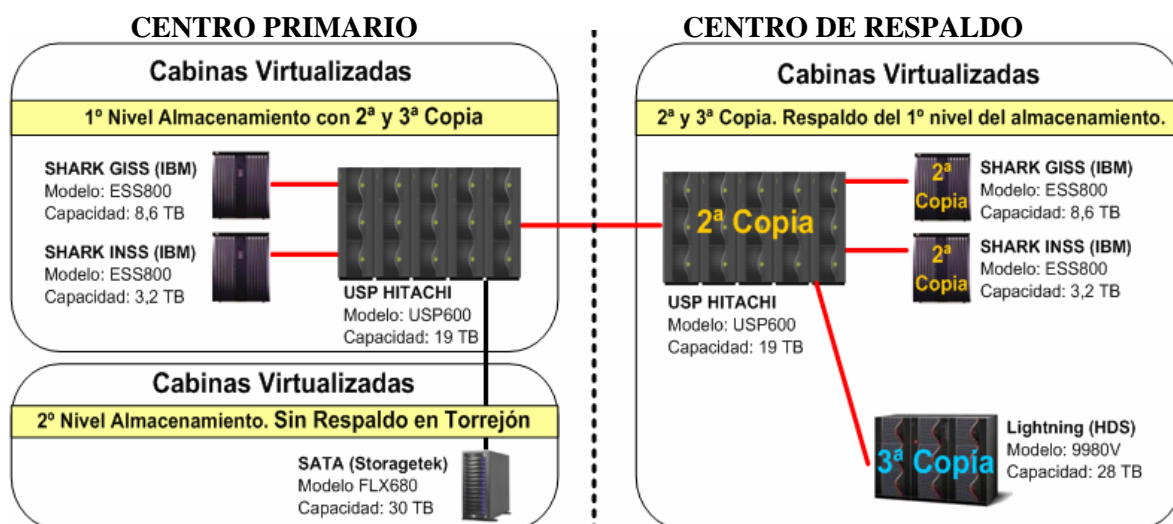 CENTRO PRIMARIO
Cabinas Virtualizadas
1º Nivel Almacenamiento con 2ª y 3ª Copia
SHARK GISS (IBM)
Modelo: ESS800
Capacidad: 8,6 TB
SHARK INSS (IBM)
Modelo: ESS800
Capacidad: 3,2 TB
USP HITACHI
Modelo: USP600
Capacidad: 19 TB
Cabinas Virtualizadas
2º Nivel Almacenamiento. Sin Respaldo en Torrejón
SATA (Storagetek)
Modelo FLX680
Capacidad: 30 TB
CENTRO DE RESPALDO
Cabinas Virtualizadas
2ª y 3ª Copia. Respaldo del 1º nivel del almacenamiento.
2ª Copia
USP HITACHI
Modelo: USP600
Capacidad: 19 TB
2ª
Copia
SHARK GISS (IBM)
Modelo: ESS800
Capacidad: 8,6 TB
2ª
Copia
SHARK INSS (IBM)
Modelo: ESS800
Capacidad: 3,2 TB
3ª Copia
Lightning (HDS)
Modelo: 9980V
Capacidad: 28 TB